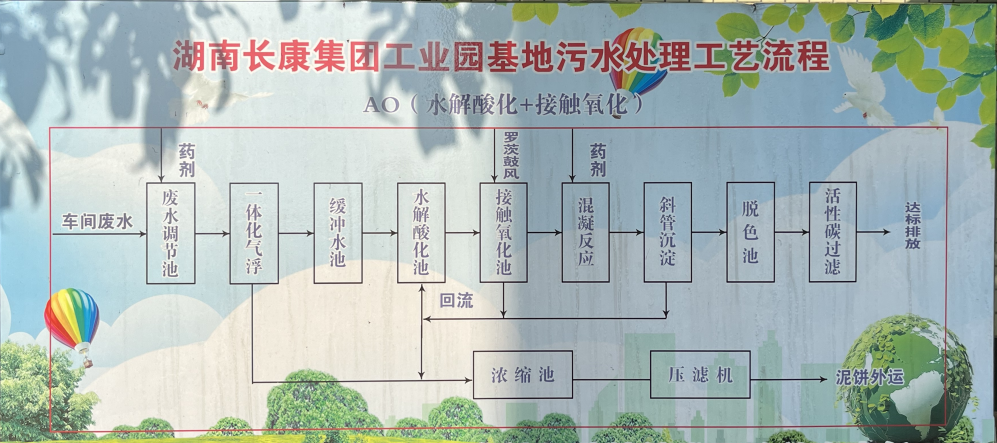 湖南长康集团工业园基地污水处理工艺流程
AO（水解酸化+接触氧化）
药剂
罗茨鼓风
药剂
车间废水
废水调节池
一体化气浮
缓冲水池
水解酸化池
接触氧化池
混凝反应
斜管沉淀
脱色池
活性碳过滤
达标排放
回流
浓缩池
压滤机
泥饼外运